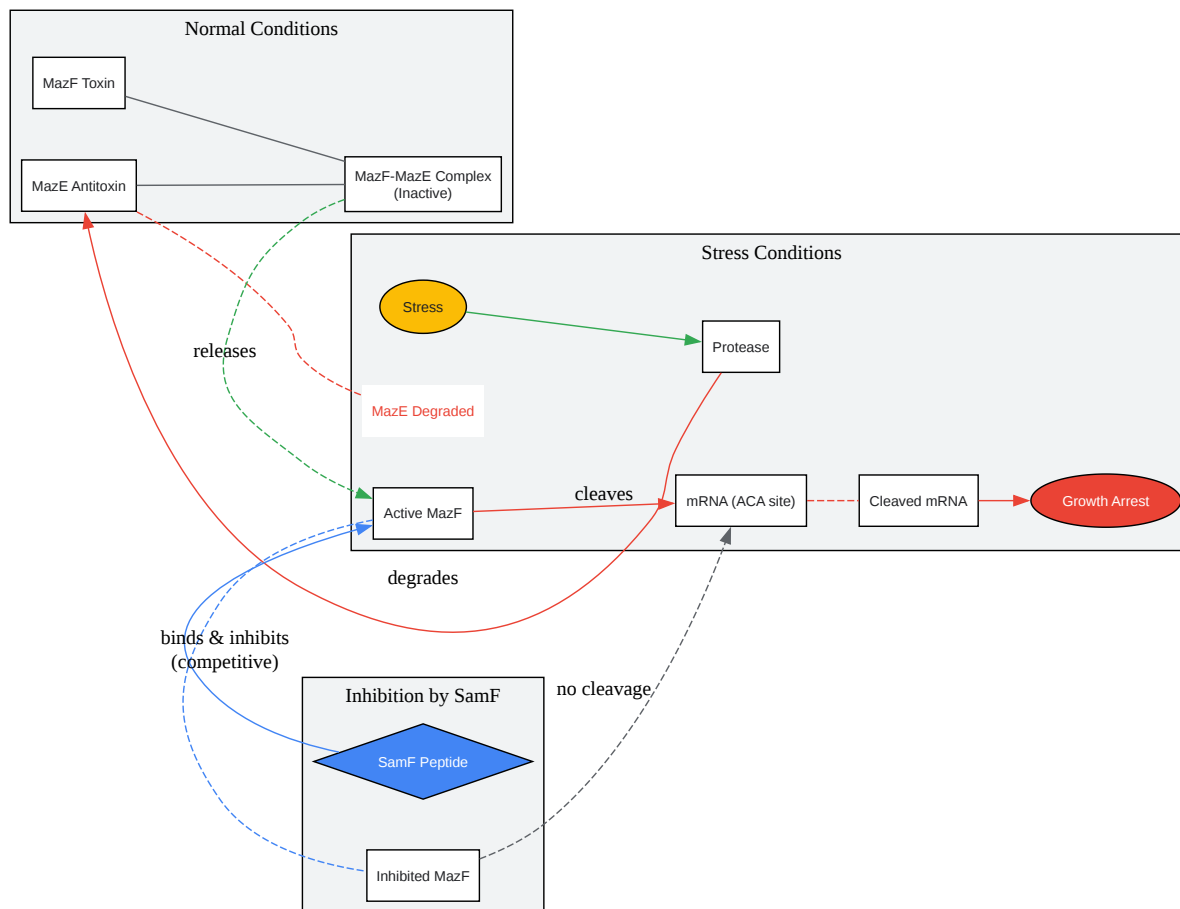 Normal Conditions
MazF Toxin
MazE Antitoxin
MazF-MazE Complex
(Inactive)
Stress Conditions
Stress
Protease
releases
MazE Degraded
cleaves
Active MazF
mRNA (ACA site)
Cleaved mRNA
Growth Arrest
degrades
binds & inhibits
(competitive)
no cleavage
Inhibition by SamF
SamF Peptide
Inhibited MazF